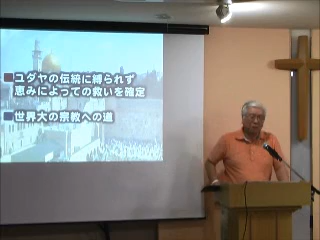 ■ユダヤの伝統に縛られず
恵みによっての救いを確定
■世界大の宗教への道